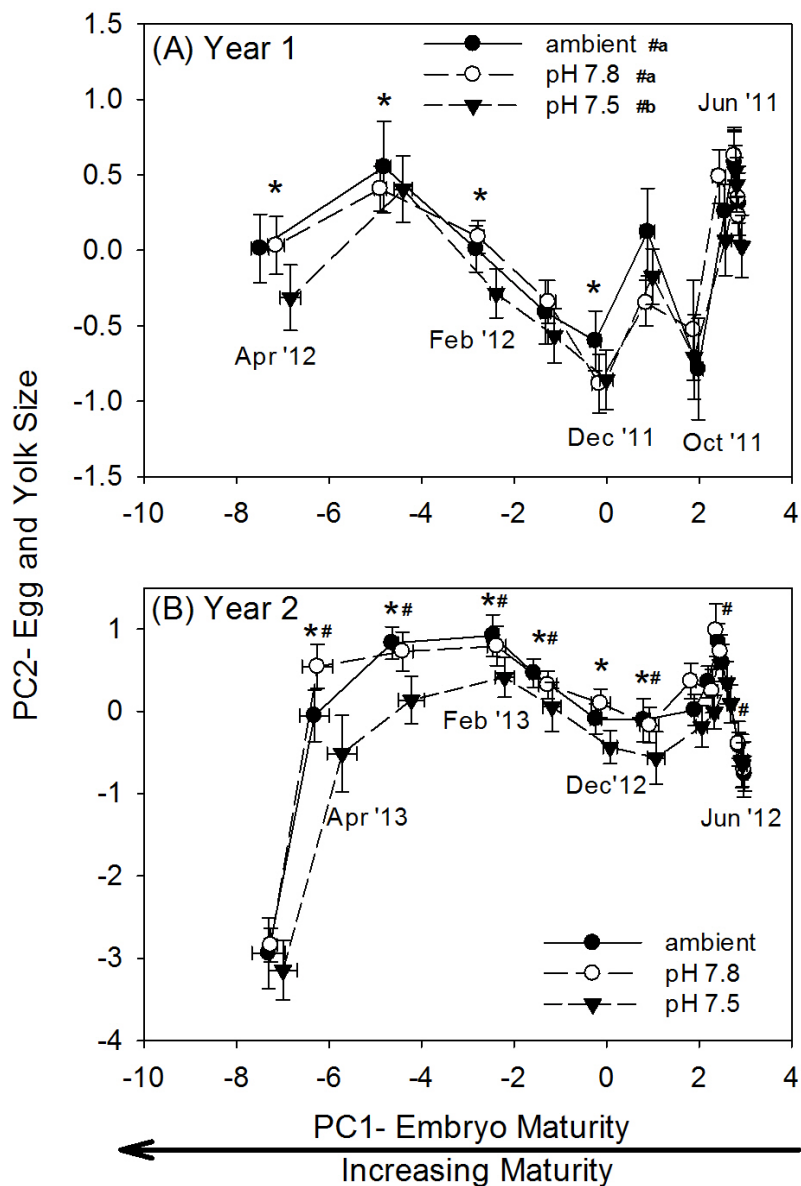 (A) Year 1
ambient #a
pH 7.8 #a
pH 7.5 #b
Jun '11
* * * *
Apr '12
Feb '12
Dec '11
Oct '11
1.5
1.0
0.5
0.0
-0.5
-1.0
-1.5
-10 -8 -6 -4 -2 0 2 4
PC2- Egg and Yolk Size
(B) Year 2
*# *# *# *# * *# # #
Feb '13
Dec'12
Apr '13
Jun '12
ambient
pH 7.8
pH 7.5
1
0
-1
-2
-3
-4
-10 -8 -6 -4 -2 0 2 4
PC1- Embryo Maturity
Increasing Maturity